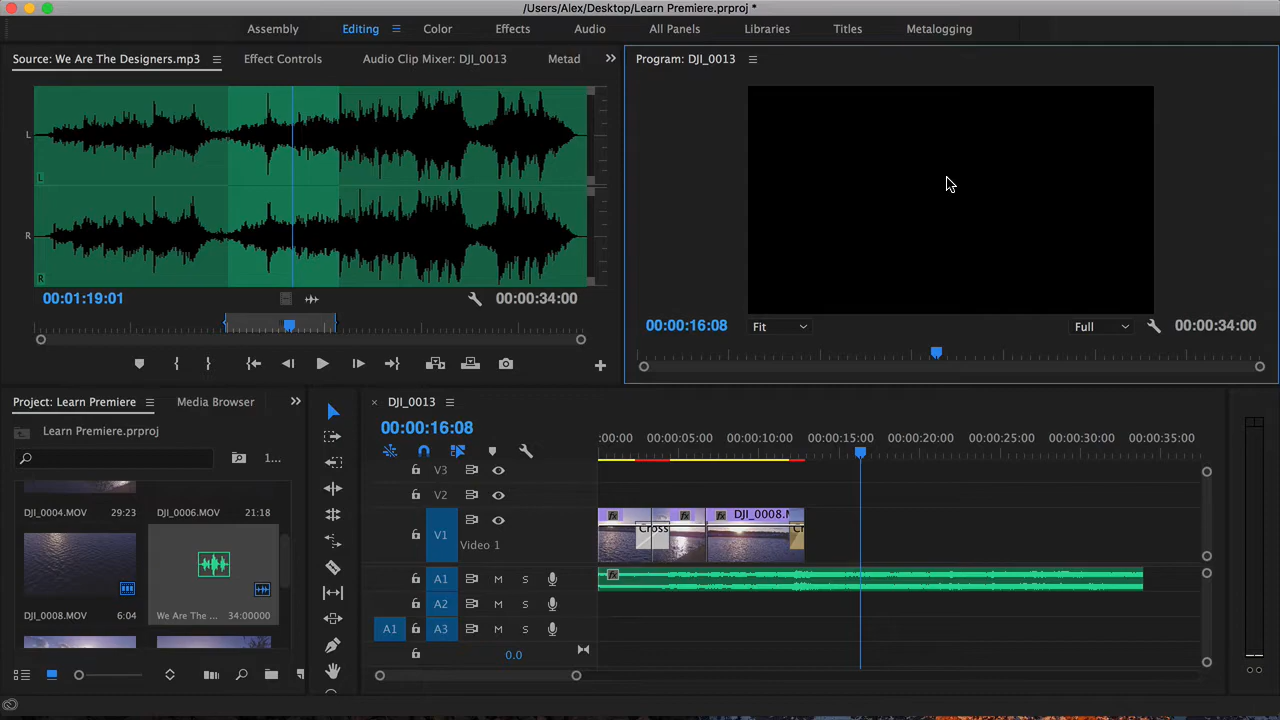 /Users/Alex/Desktop/Learn Premiere.prproj *
Assembly Editing Color Effects Audio All Panels Libraries Titles Metalogging
Source: We Are The Designers.mp3 Effect Controls Audio Clip Mixer: DJI_0013 Metad
Program: DJI_0013
L
L
R
R
00:01:19:01 00:00:34:00
00:00:16:08 Fit Full 00:00:34:00
Project: Learn Premiere Media Browser
Learn Premiere.prproj
1...
DJI_0004.MOV 29:23 DJI_0006.MOV 21:18
DJI_0008.MOV 6:04 We Are The ... 34:00000
DJI_0013
00:00:16:08
:00:00 00:00:05:00 00:00:10:00 00:00:15:00 00:00:20:00 00:00:25:00 00:00:30:00 00:00:35:00
V3
V2
fx fx fx DJI_0008.M
Cross Cr
V1 Video 1
A1 M S fx
A2 M S
A1 A3 M S
0.0